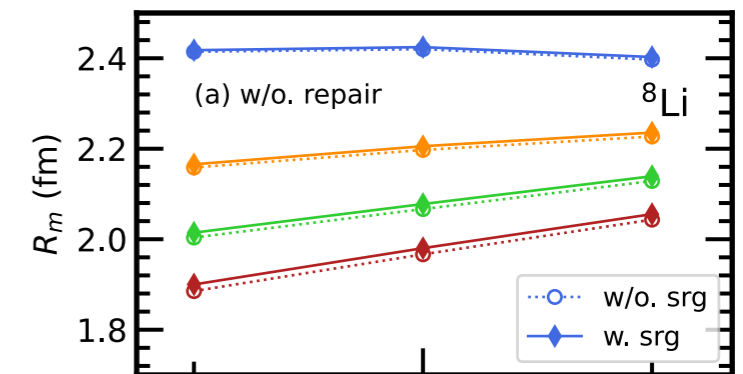 2.4
(a) w/o. repair
⁸Li
2.2
R_m (fm)
2.0
w/o. srg
1.8
w. srg